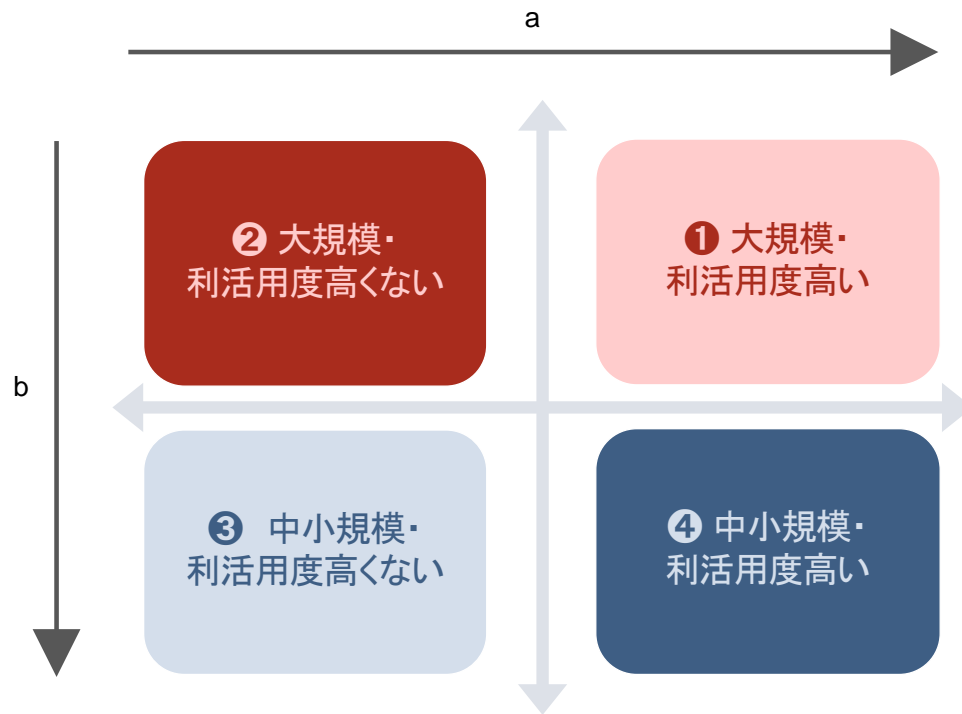 a
b
❷ 大規模・
利活用度高くない
❶ 大規模・
利活用度高い
❸ 中小規模・
利活用度高くない
❹ 中小規模・
利活用度高い